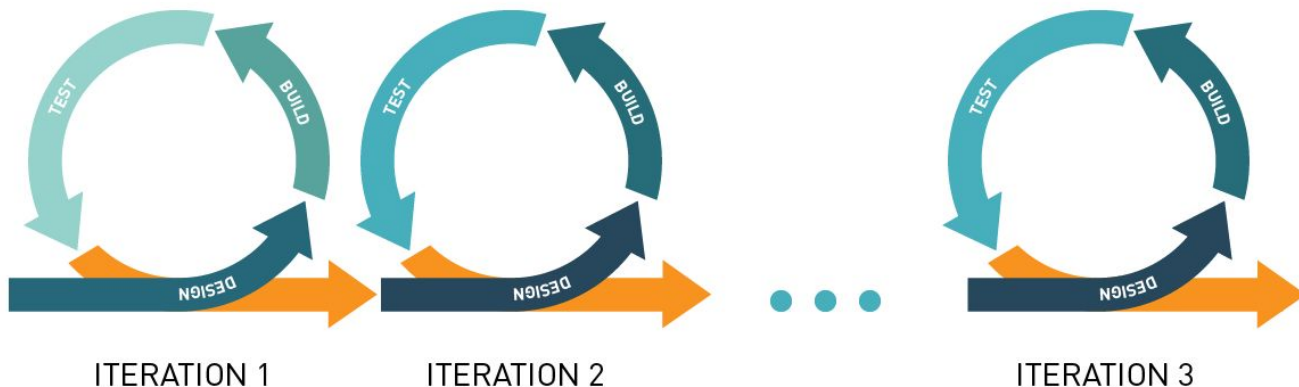 TEST
BUILD
DESIGN
ITERATION 1
TEST
BUILD
DESIGN
ITERATION 2
TEST
BUILD
DESIGN
ITERATION 3